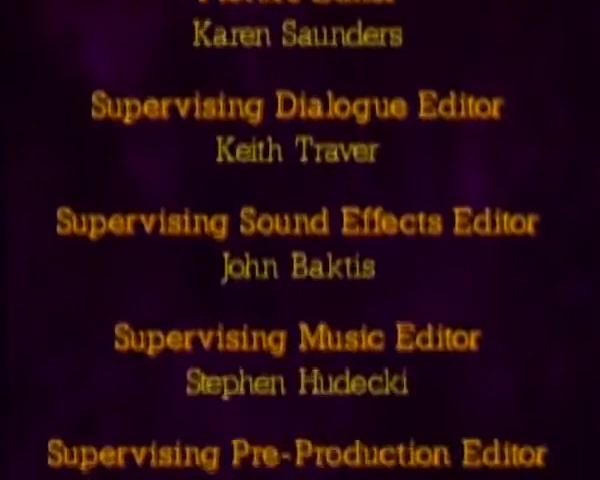 Karen Saunders
Supervising Dialogue Editor
Keith Traver
Supervising Sound Effects Editor
John Baktis
Supervising Music Editor
Stephen Hudecki
Supervising Pre-Production Editor